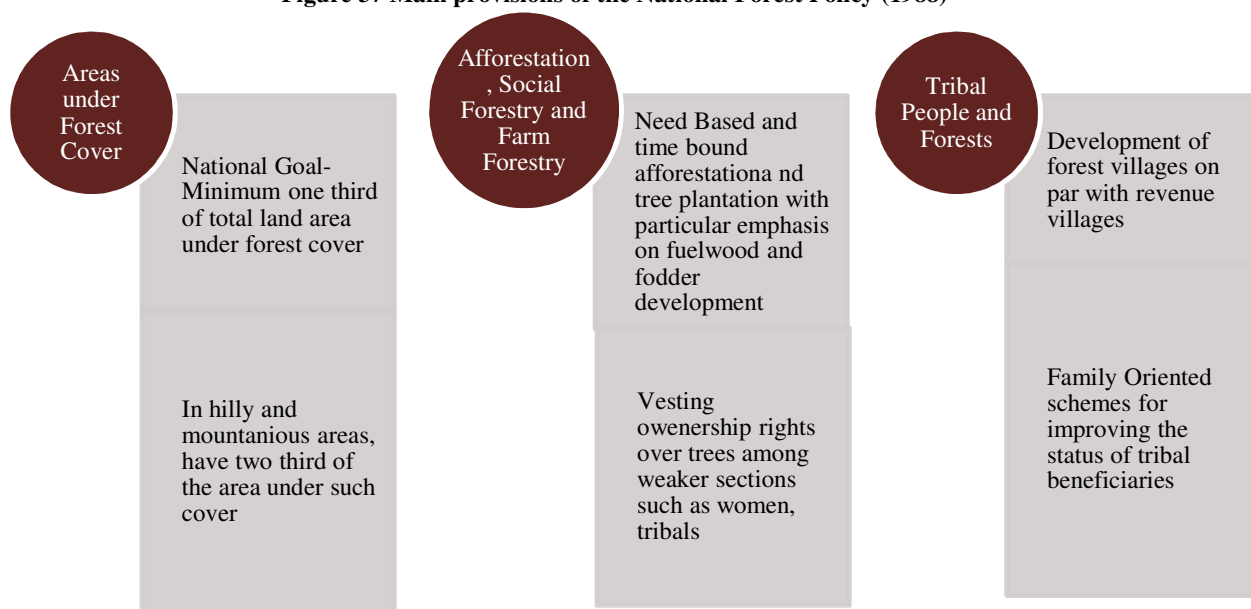 Figure 37 Main provisions of the National Forest Policy (1988)
Areas
under
Forest
Cover
National Goal-
Minimum one third
of total land area
under forest cover
In hilly and
mountanious areas,
have two third of
the area under such
cover
Afforestation
, Social
Forestry and
Farm
Forestry
Need Based and
time bound
afforestationa nd
tree plantation with
particular emphasis
on fuelwood and
fodder
development
Vesting
owenership rights
over trees among
weaker sections
such as women,
tribals
Tribal
People and
Forests
Development of
forest villages on
par with revenue
villages
Family Oriented
schemes for
improving the
status of tribal
beneficiaries